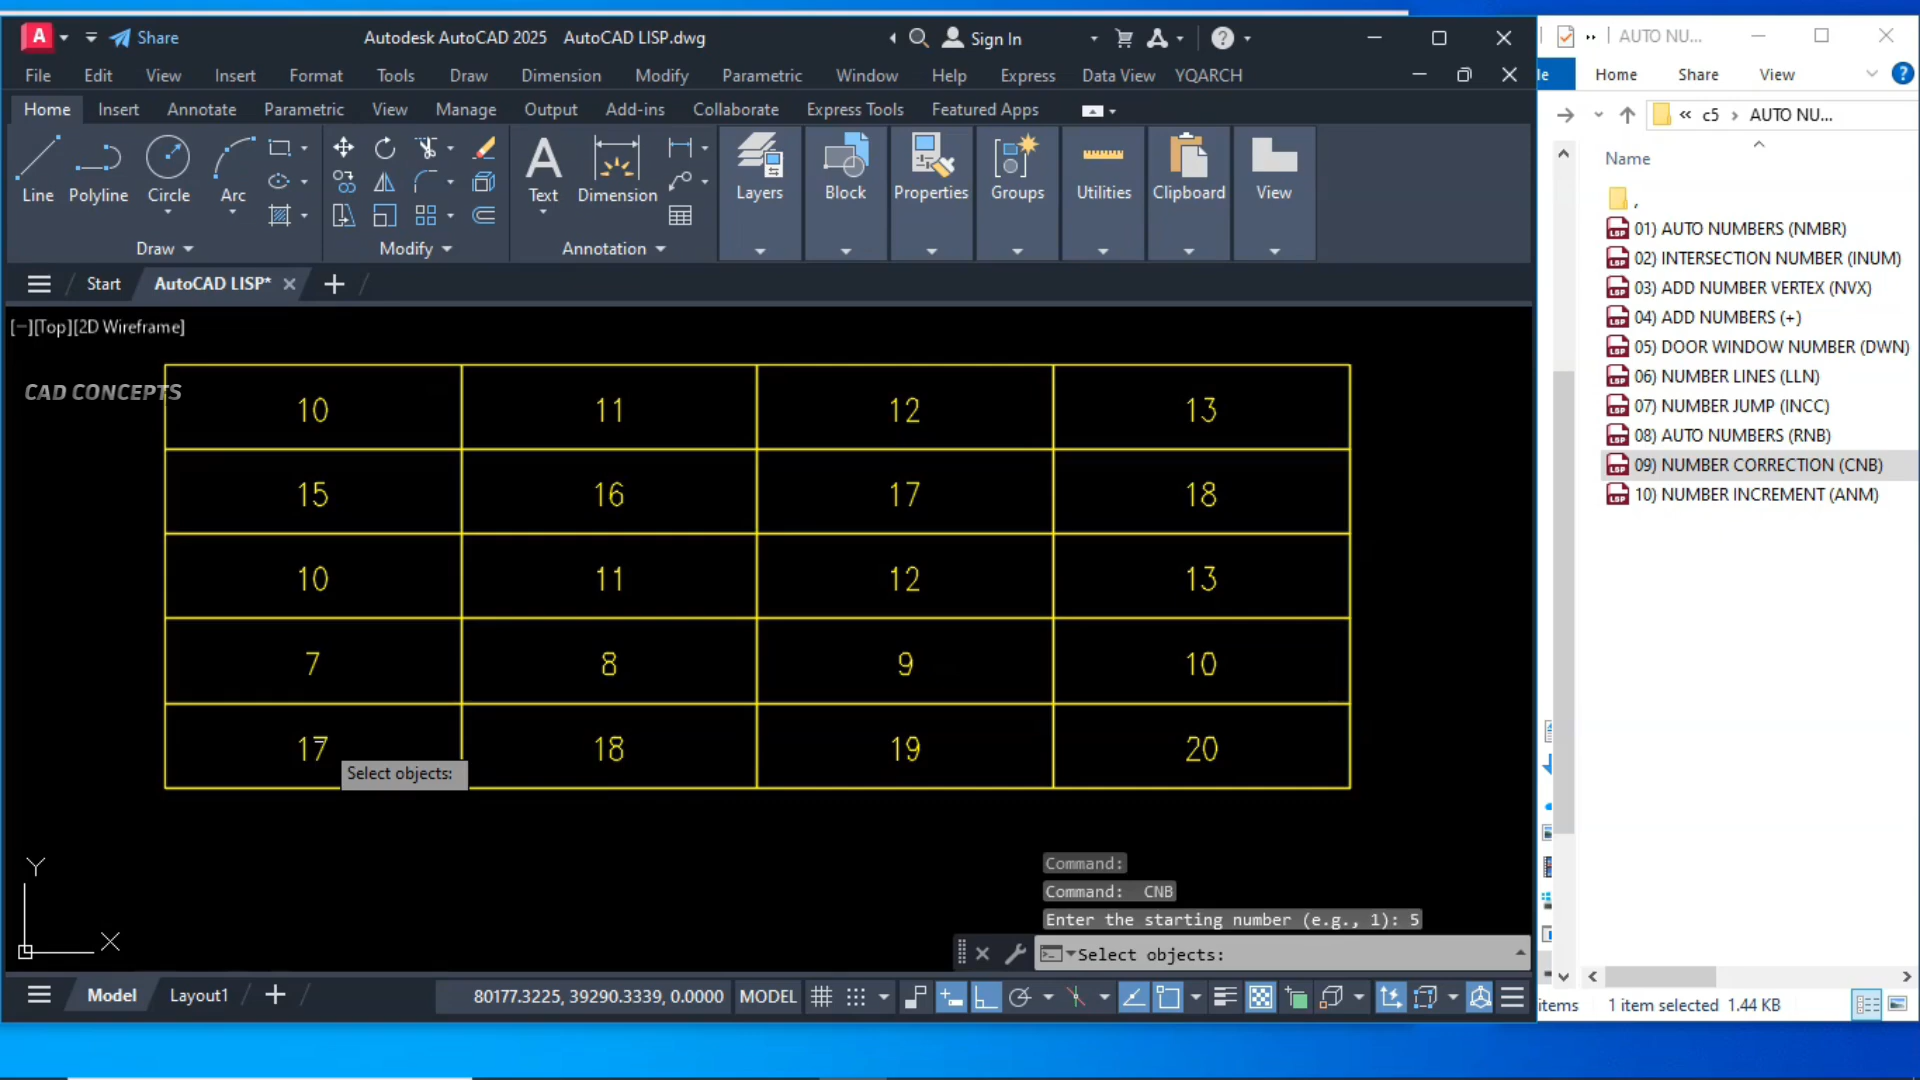 A Share Autodesk AutoCAD 2025 AutoCAD LISP.dwg Sign In ?
File Edit View Insert Format Tools Draw Dimension Modify Parametric Window Help Express Data View YQARCH
Home Insert Annotate Parametric View Manage Output Add-ins Collaborate Express Tools Featured Apps
Line Polyline Circle Arc Text Dimension Layers Block Properties Groups Utilities Clipboard View
Draw Modify Annotation
Start AutoCAD LISP*
[−][Top][2D Wireframe]
CAD CONCEPTS
10 11 12 13
15 16 17 18
10 11 12 13
7 8 9 10
17 18 19 20
Select objects:
Y
X
Command:
Command: CNB
Enter the starting number (e.g., 1): 5
Select objects:
Model Layout1 80177.3225, 39290.3339, 0.0000 MODEL
AUTO NU...
le Home Share View ?
« c5 › AUTO NU...
Name
,
01) AUTO NUMBERS (NMBR)
02) INTERSECTION NUMBER (INUM)
03) ADD NUMBER VERTEX (NVX)
04) ADD NUMBERS (+)
05) DOOR WINDOW NUMBER (DWN)
06) NUMBER LINES (LLN)
07) NUMBER JUMP (INCC)
08) AUTO NUMBERS (RNB)
09) NUMBER CORRECTION (CNB)
10) NUMBER INCREMENT (ANM)
items 1 item selected 1.44 KB